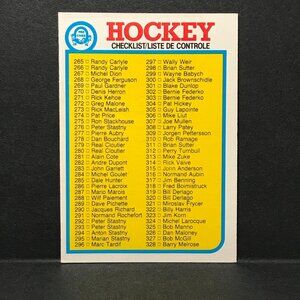 HOCKEY
CHECKLIST/LISTE DE CONTROLE
265 □ Randy Carlyle
266 □ Randy Carlyle
267 □ Michel Dion
268 □ George Ferguson
269 □ Paul Gardner
270 □ Denis Herron
271 □ Rick Kehoe
272 □ Greg Malone
273 □ Rick MacLeish
274 □ Pat Price
275 □ Ron Stackhouse
276 □ Peter Stastny
277 □ Pierre Aubry
278 □ Dan Bouchard
279 □ Real Cloutier
280 □ Real Cloutier
281 □ Alain Cote
282 □ Andre Dupont
283 □ John Garrett
284 □ Michel Goulet
285 □ Dale Hunter
286 □ Pierre Lacroix
287 □ Mario Marois
288 □ Wilf Paiement
289 □ Dave Pichette
290 □ Jacques Richard
291 □ Normand Rochefort
292 □ Peter Stastny
293 □ Peter Stastny
294 □ Anton Stastny
295 □ Marian Stastny
296 □ Marc Tardif
297 □ Wally Weir
298 □ Brian Sutter
299 □ Wayne Babych
300 □ Jack Brownschidle
301 □ Blake Dunlop
302 □ Bernie Federko
303 □ Bernie Federko
304 □ Pat Hickey
305 □ Guy Lapointe
306 □ Mike Liut
307 □ Joe Mullen
308 □ Larry Patey
309 □ Jorgen Pettersson
310 □ Rob Ramage
311 □ Brian Sutter
312 □ Perry Turnbull
313 □ Mike Zuke
314 □ Rick Vaive
315 □ John Anderson
316 □ Normand Aubin
317 □ Jim Benning
318 □ Fred Boimistruck
319 □ Bill Derlago
320 □ Bill Derlago
321 □ Miroslav Frycer
322 □ Billy Harris
323 □ Jim Korn
324 □ Michel Larocque
325 □ Bob Manno
326 □ Dan Maloney
327 □ Bob McGill
328 □ Barry Melrose